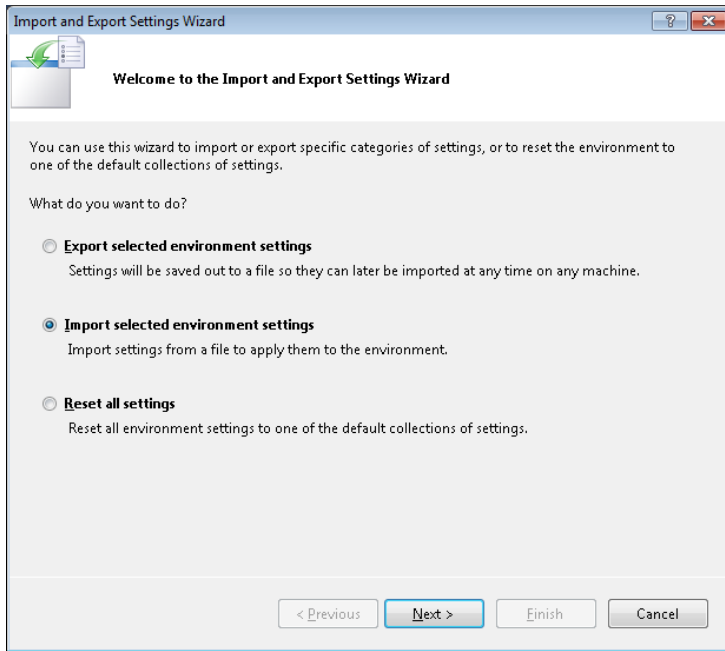 Import and Export Settings Wizard
?
Welcome to the Import and Export Settings Wizard
You can use this wizard to import or export specific categories of settings, or to reset the environment to
one of the default collections of settings.
What do you want to do?
Export selected environment settings
Settings will be saved out to a file so they can later be imported at any time on any machine.
Import selected environment settings
Import settings from a file to apply them to the environment.
Reset all settings
Reset all environment settings to one of the default collections of settings.
< Previous Next > Finish Cancel